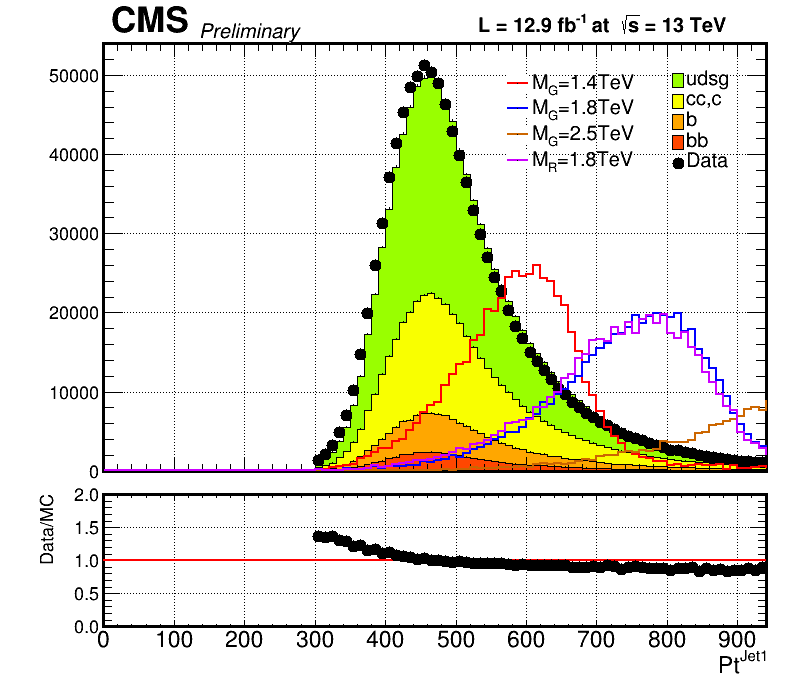 CMS Preliminary L = 12.9 fb⁻¹ at √s = 13 TeV
50000
40000
30000
20000
10000
0
M_G=1.4TeV
M_G=1.8TeV
M_G=2.5TeV
M_R=1.8TeV
udsg
cc,c
b
bb
Data
Data/MC
2.0
1.5
1.0
0.5
0.0
0 100 200 300 400 500 600 700 800 900
Pt^Jet1